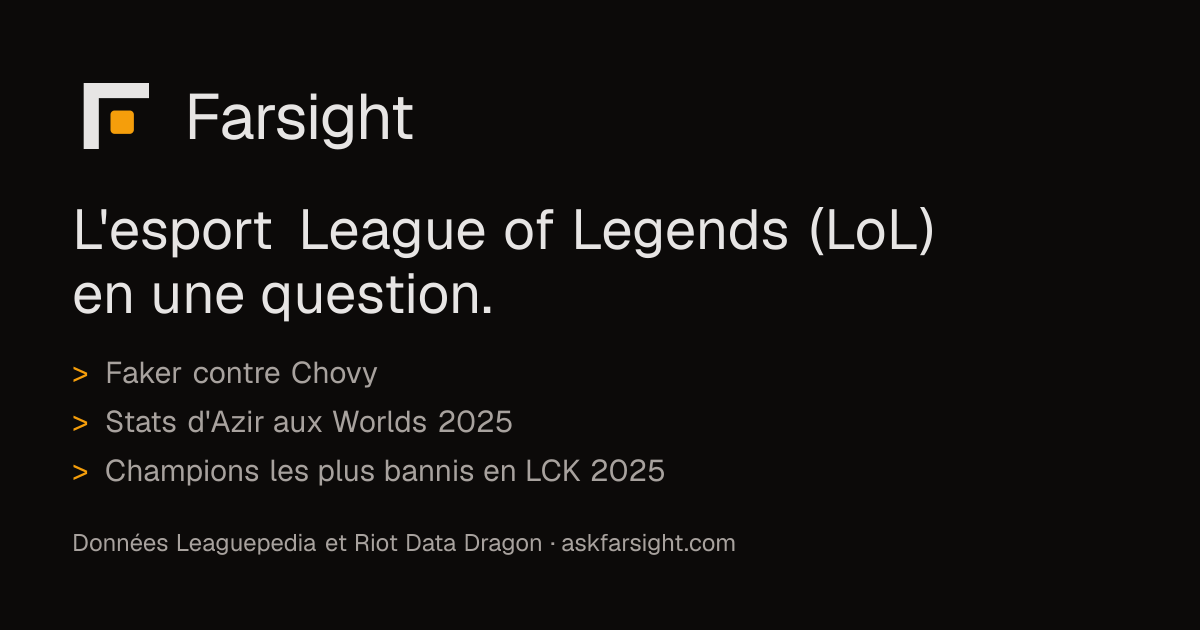 Farsight
L'esport League of Legends (LoL)
en une question.
> Faker contre Chovy
> Stats d'Azir aux Worlds 2025
> Champions les plus bannis en LCK 2025
Données Leaguepedia et Riot Data Dragon · askfarsight.com